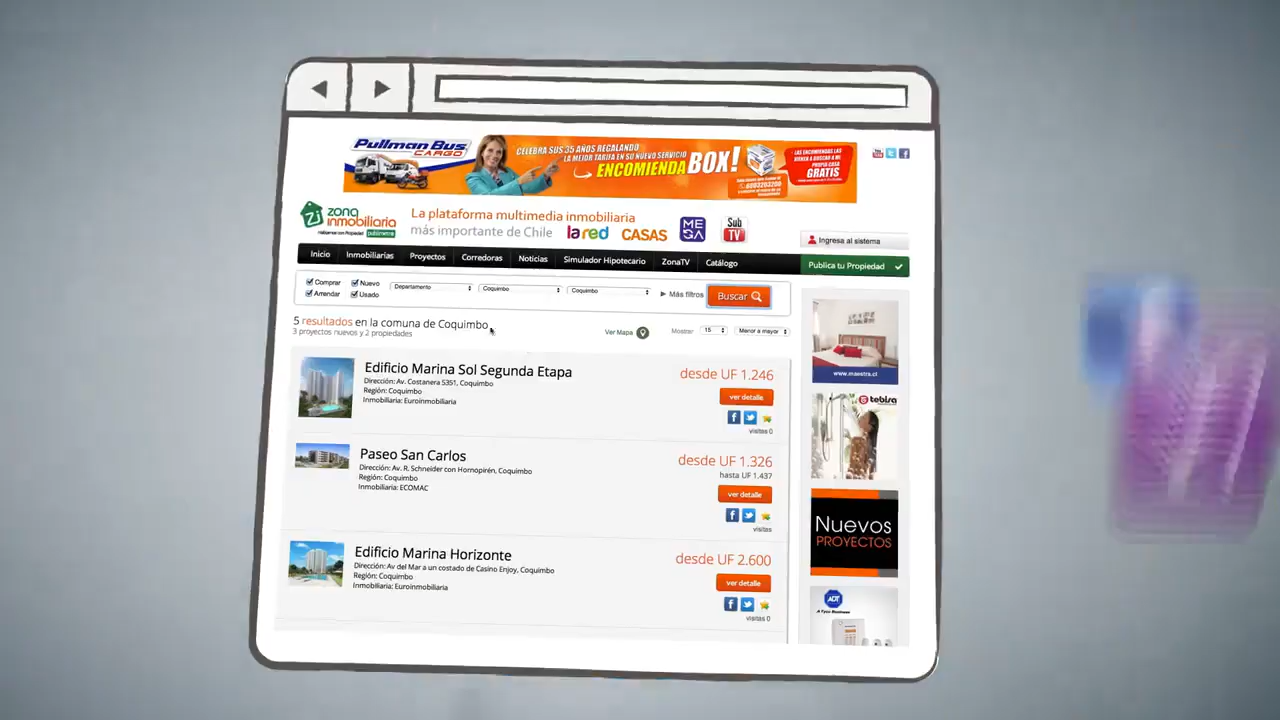 Pullman Bus
CARGO
CELEBRA SUS 35 AÑOS REGALANDO
LA MEJOR TARIFA EN SU NUEVO SERVICIO
ENCOMIENDA BOX!
LAS ENCOMIENDAS LAS
GRATIS
You
zona
inmobiliaria
La plataforma multimedia inmobiliaria
más importante de Chile
la red
CASAS
MEGA
Sub
TV
Ingresa al sistema
Inicio Inmobiliarias Proyectos Corredoras Noticias Simulador Hipotecario ZonaTV Catálogo
Publica tu Propiedad
Comprar Nuevo
Arrendar Usado
Departamento Coquimbo Coquimbo
Más filtros
Buscar
5 resultados en la comuna de Coquimbo
3 proyectos nuevos y 2 propiedades
Ver Mapa
Mostrar 15 Menor a mayor
Edificio Marina Sol Segunda Etapa
Dirección: Av. Costanera 5351, Coquimbo
Región: Coquimbo
Inmobiliaria: Euroinmobiliaria
desde UF 1.246
ver detalle
visitas 0
Paseo San Carlos
Dirección: Av. R. Schneider con Hornopirén, Coquimbo
Región: Coquimbo
Inmobiliaria: ECOMAC
desde UF 1.326
hasta UF 1.437
ver detalle
visitas
Edificio Marina Horizonte
Dirección: Av del Mar a un costado de Casino Enjoy, Coquimbo
Región: Coquimbo
Inmobiliaria: Euroinmobiliaria
desde UF 2.600
ver detalle
visitas 0
www.maestra.cl
tebisa
Nuevos
PROYECTOS
ADT
A Tyco Business